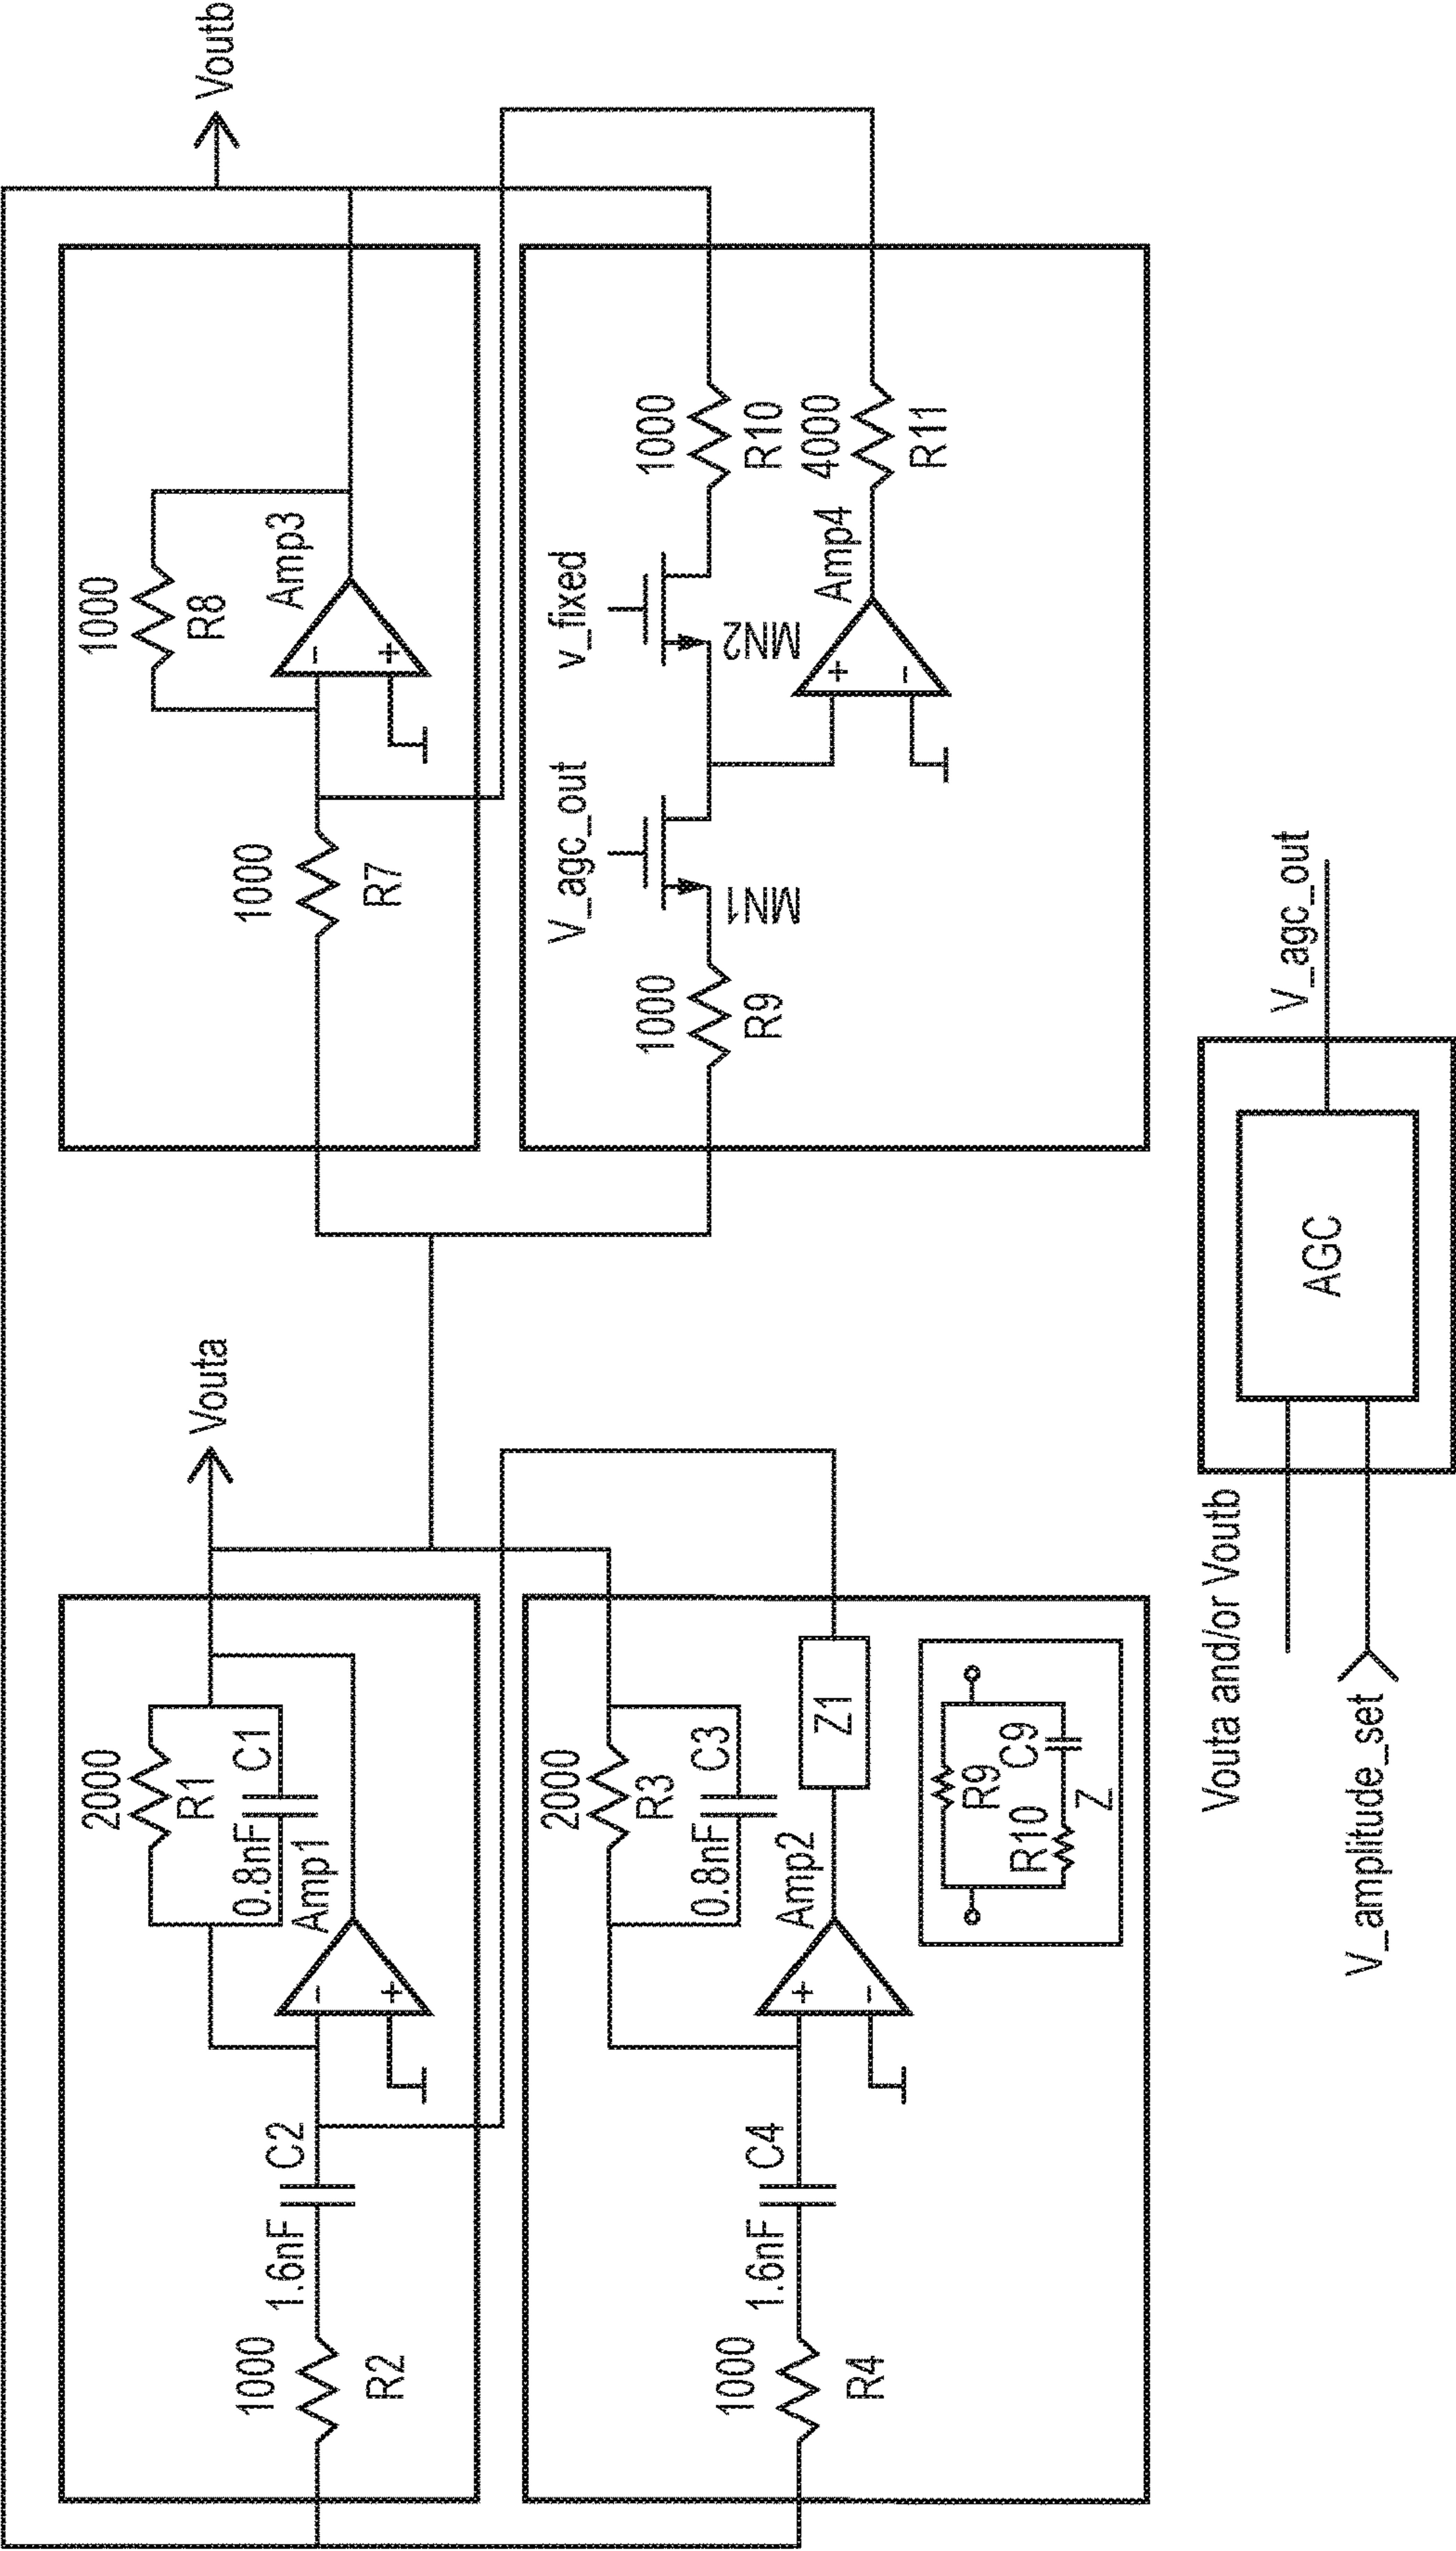 Vouta
Voutb
2000
R1
C1
0.8nF
Amp1
-
+
1000
R2
1.6nF
C2
1000
R8
Amp3
-
+
1000
R7
2000
R3
C3
0.8nF
Amp2
+
-
Z1
1000
R4
1.6nF
C4
R9
R10
C9
Z
V_agc_out
MN1
v_fixed
MN2
1000
R9
1000
R10
Amp4
+
-
4000
R11
Vouta and/or Voutb
V_amplitude_set
AGC
V_agc_out